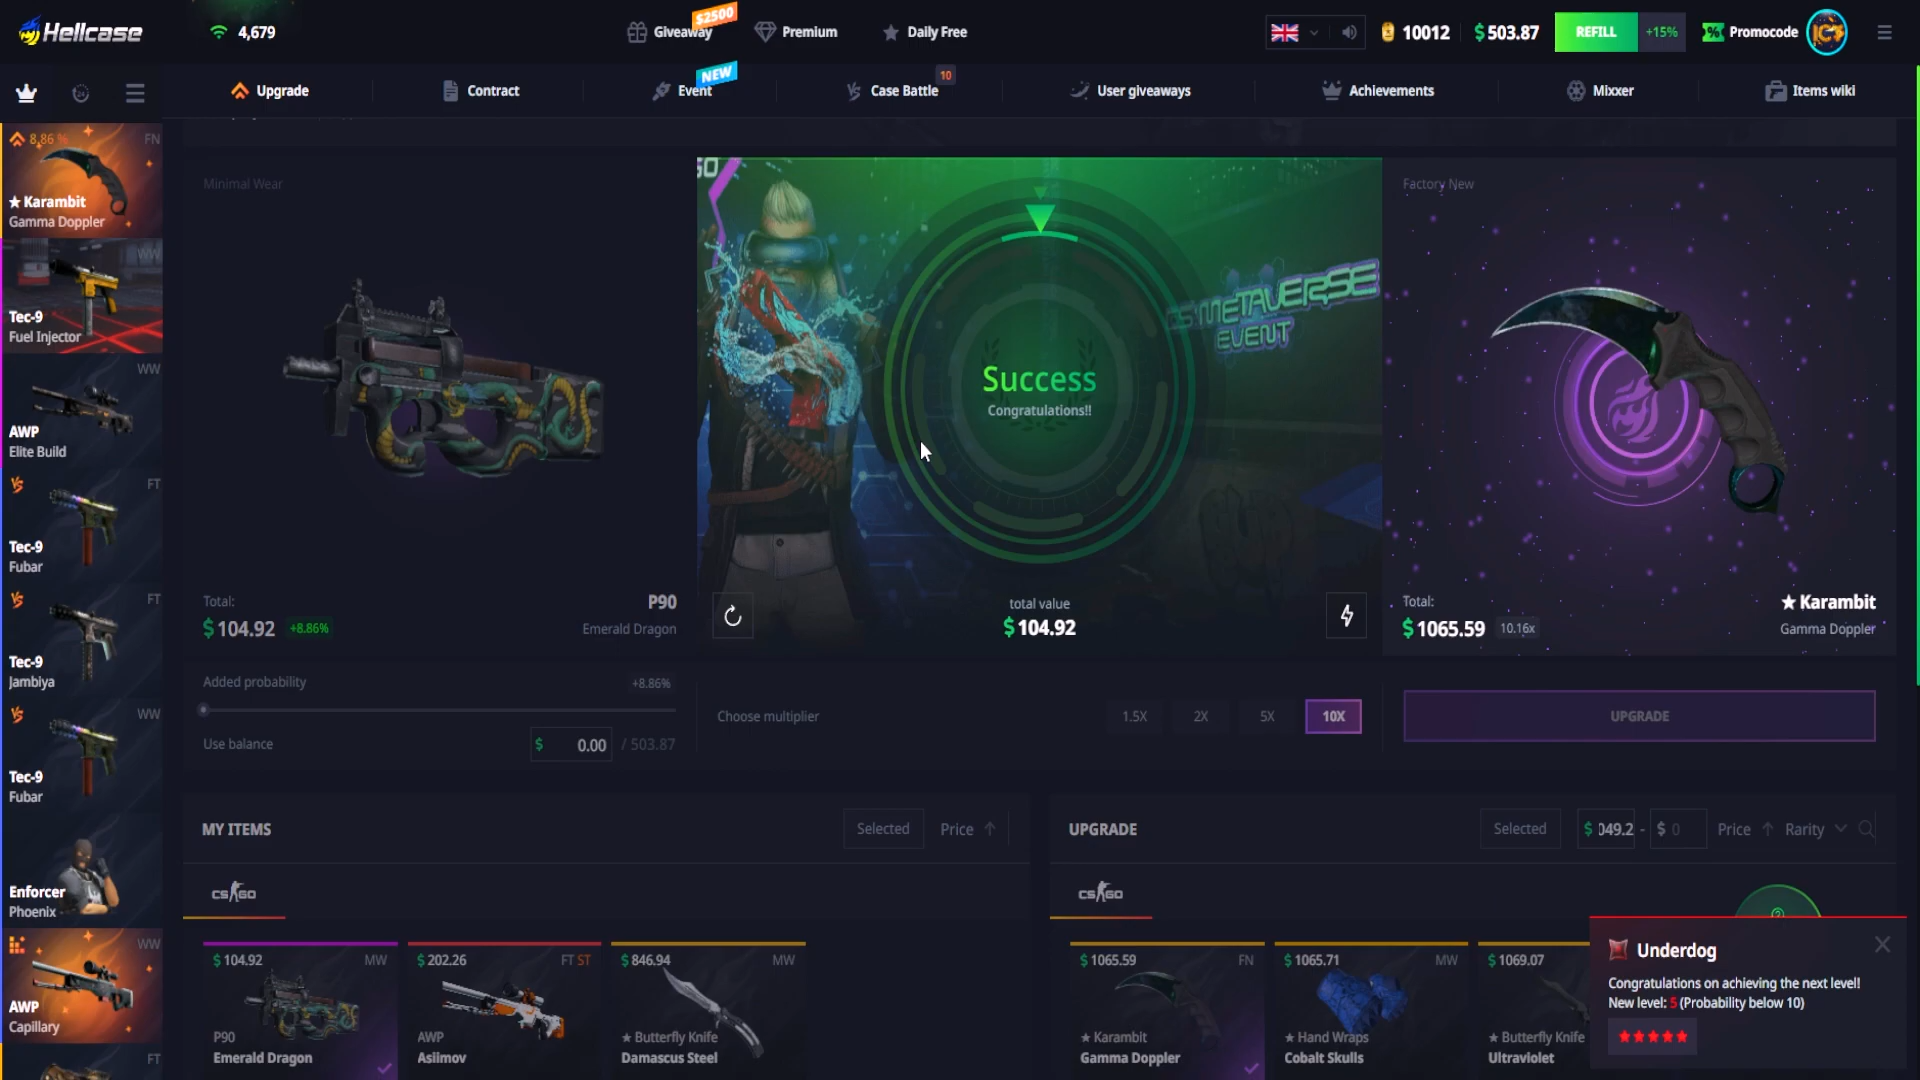 Hellcase
4,679
Giveaway
$2500
Premium
Daily Free
10012
$ 503.87
REFILL
+15%
Promocode
24
Upgrade
Contract
Event
NEW
Case Battle
10
User giveaways
Achievements
Mixxer
Items wiki
8.86 %
FN
★ Karambit
Gamma Doppler
WW
Tec-9
Fuel Injector
WW
AWP
Elite Build
FT
Tec-9
Fubar
FT
Tec-9
Jambiya
WW
Tec-9
Fubar
Enforcer
Phoenix
WW
AWP
Capillary
FT
Minimal Wear
Total:
$ 104.92
+8.86%
P90
Emerald Dragon
GO
METAVERSE
EVENT
Success
Congratulations!!
total value
$ 104.92
Factory New
Total:
$ 1065.59
10.16x
★ Karambit
Gamma Doppler
Added probability
+8.86%
Use balance
$ 0.00
/ 503.87
Choose multiplier
1.5X
2X
5X
10X
UPGRADE
MY ITEMS
Selected
Price
CS GO
$ 104.92
MW
P90
Emerald Dragon
$ 202.26
FT ST
AWP
Asiimov
$ 846.94
MW
★ Butterfly Knife
Damascus Steel
UPGRADE
Selected
$ 049.2 - $ 0
Price
Rarity
CS GO
$ 1065.59
FN
★ Karambit
Gamma Doppler
$ 1065.71
MW
★ Hand Wraps
Cobalt Skulls
$ 1069.07
★ Butterfly Knife
Ultraviolet
Underdog
Congratulations on achieving the next level!
New level: 5 (Probability below 10)